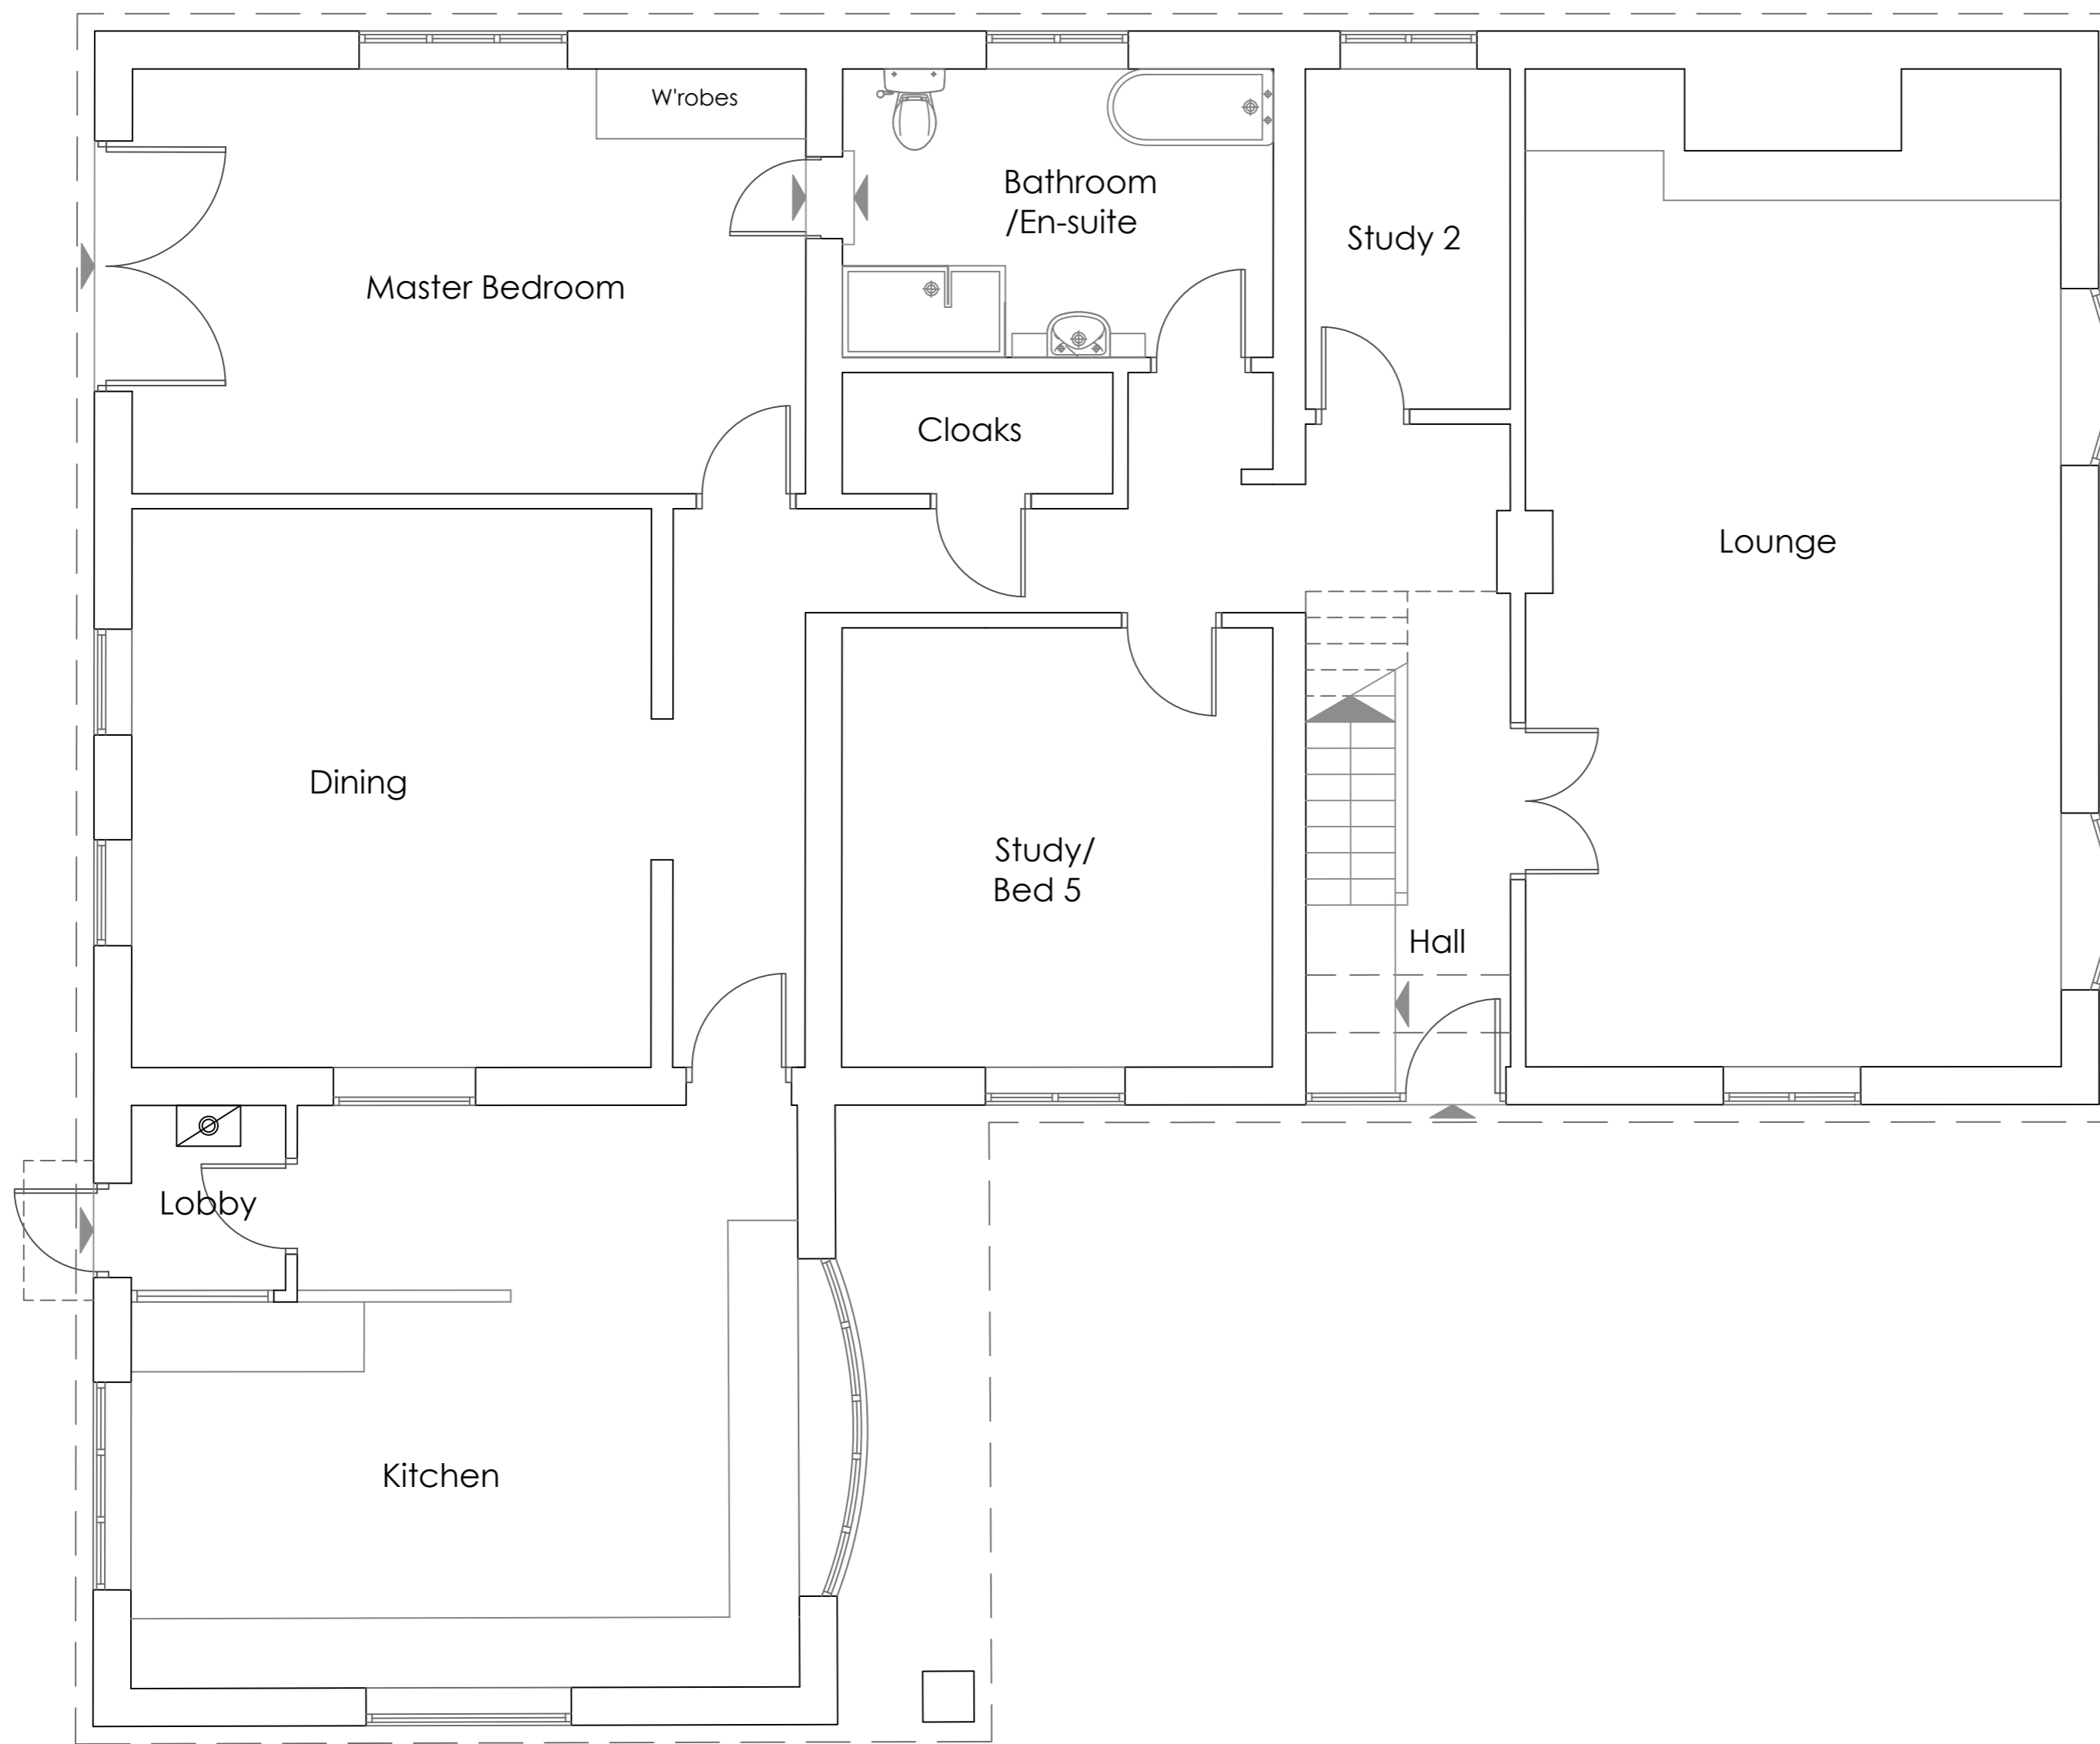 W'robes
Bathroom
/En-suite
Study 2
Master Bedroom
Cloaks
Lounge
Dining
Study/
Bed 5
Hall
Lobby
Kitchen